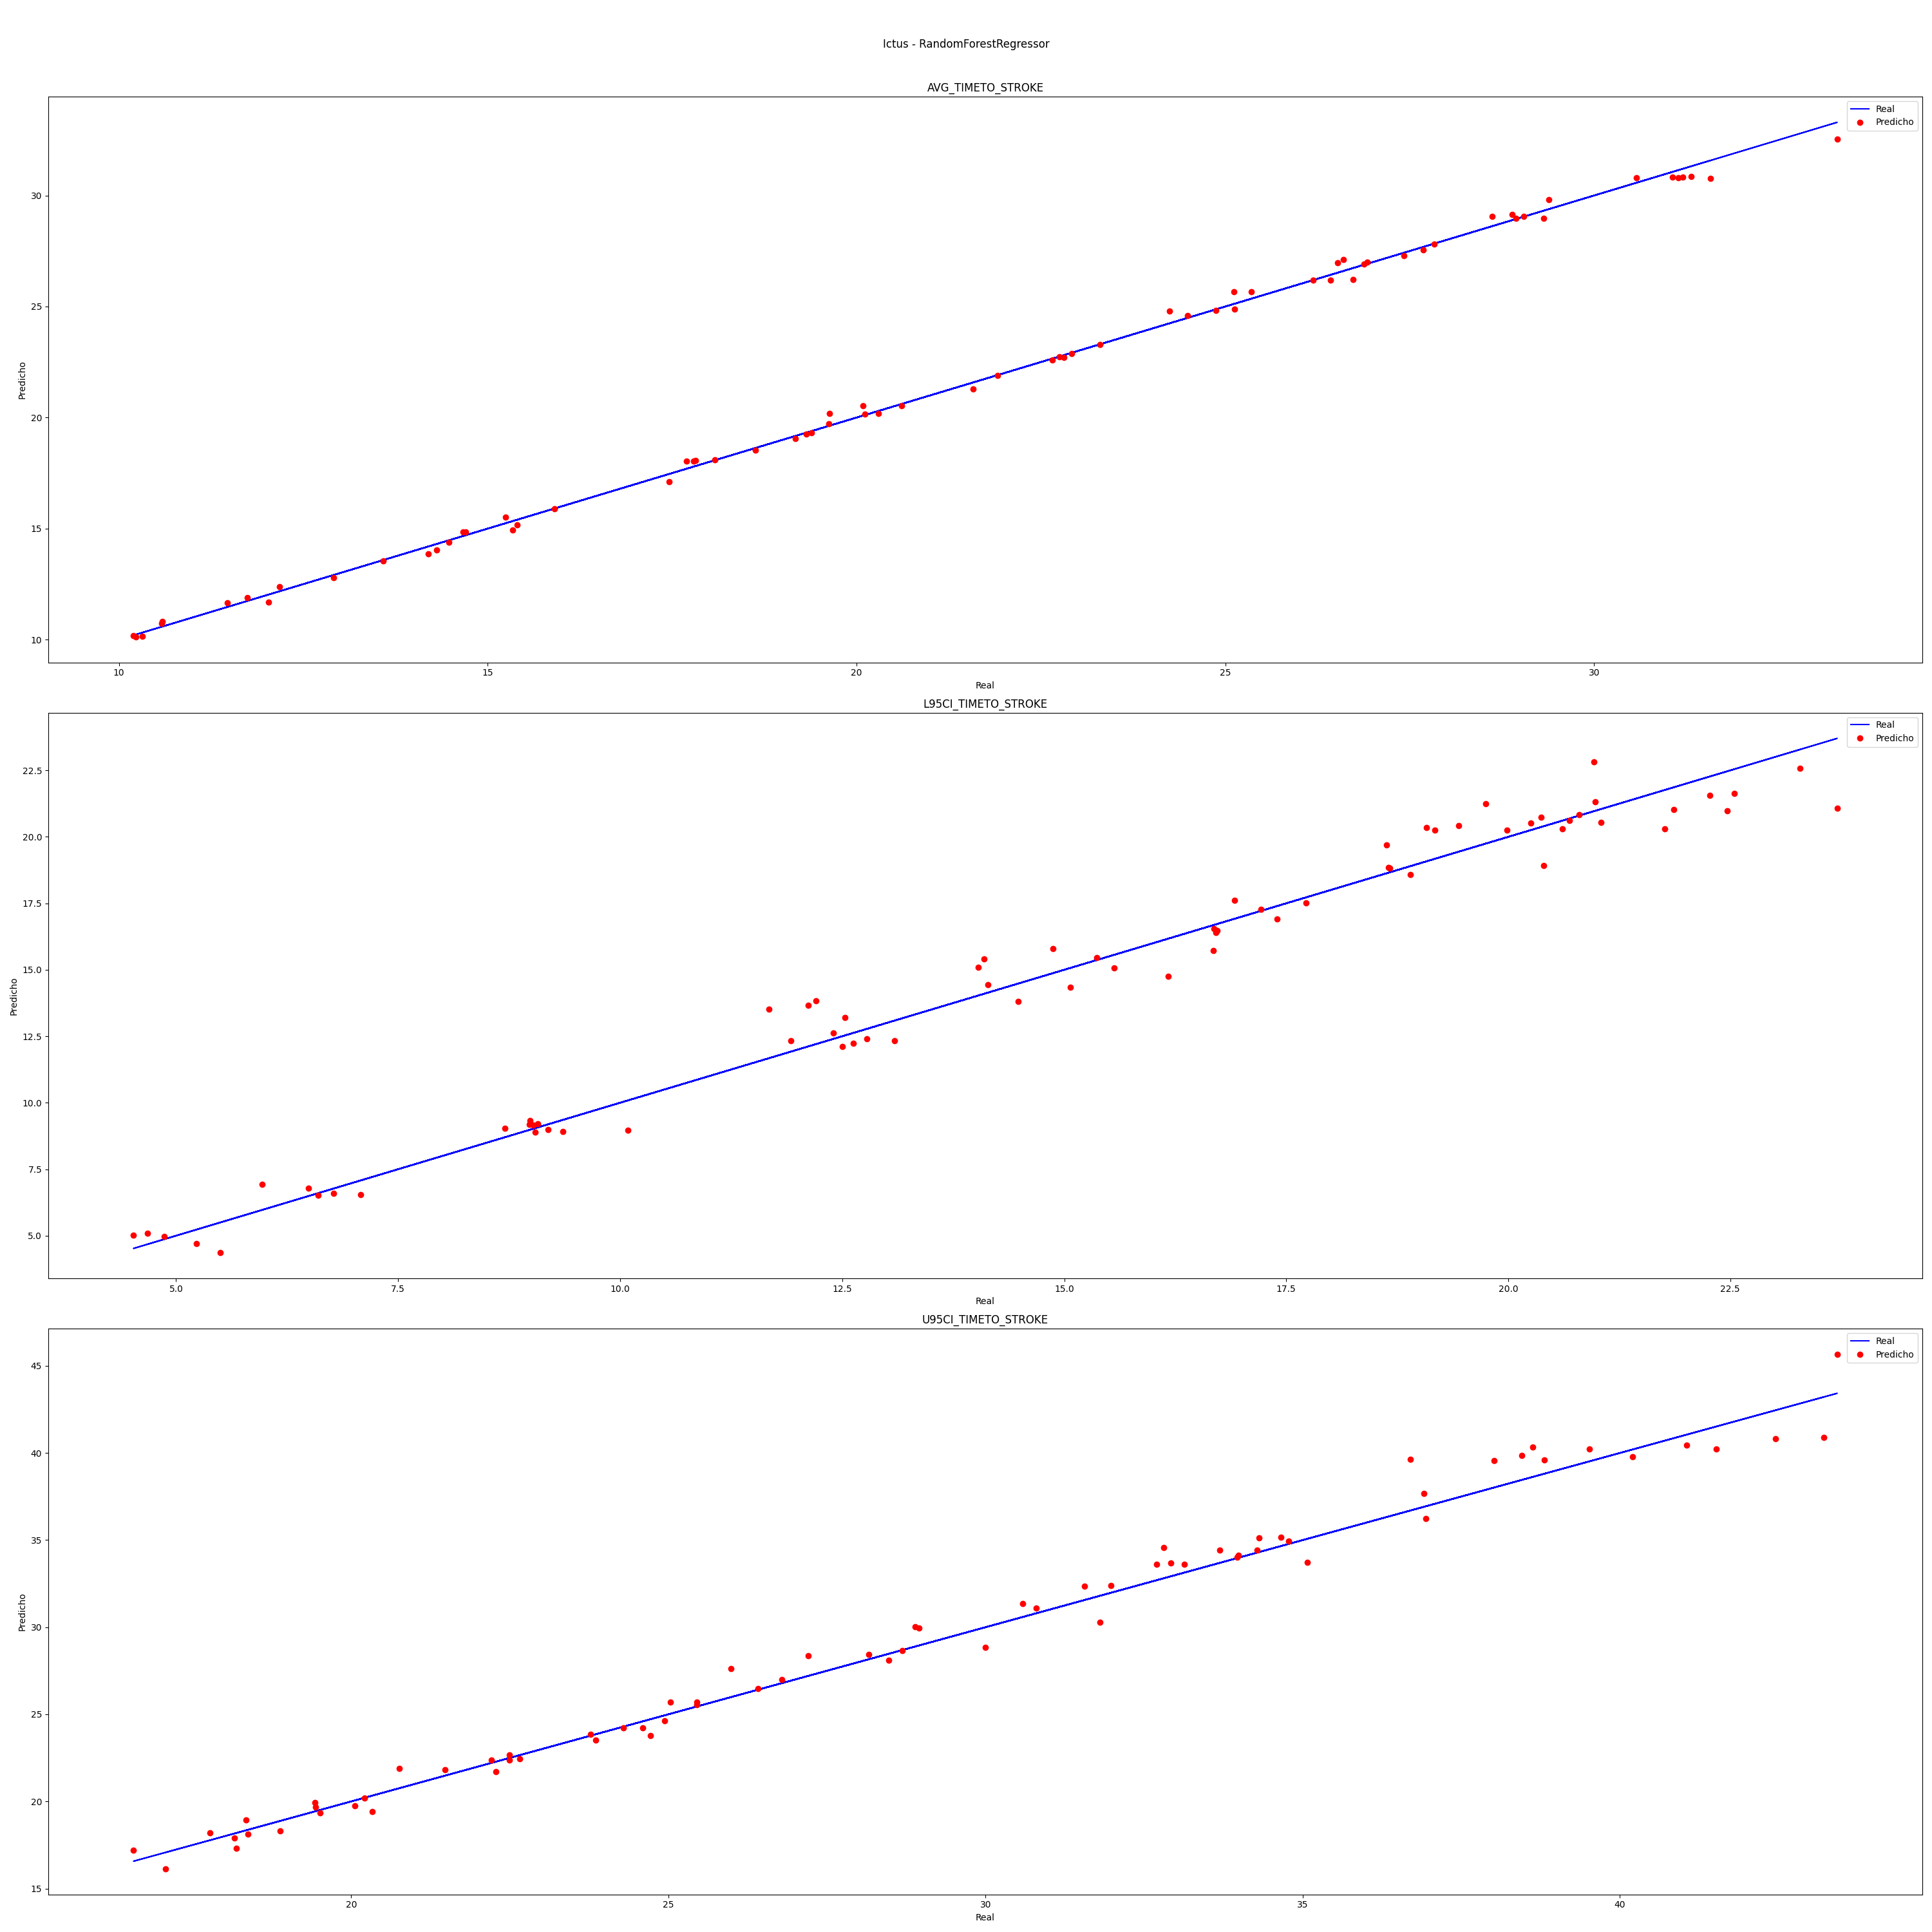 Ictus - RandomForestRegressor
AVG_TIMETO_STROKE
Real
Predicho
30
25
20
15
10
Predicho
10 15 20 25 30
Real
L95CI_TIMETO_STROKE
Real
Predicho
22.5
20.0
17.5
15.0
12.5
10.0
7.5
5.0
Predicho
5.0 7.5 10.0 12.5 15.0 17.5 20.0 22.5
Real
U95CI_TIMETO_STROKE
Real
Predicho
45
40
35
30
25
20
15
Predicho
20 25 30 35 40
Real